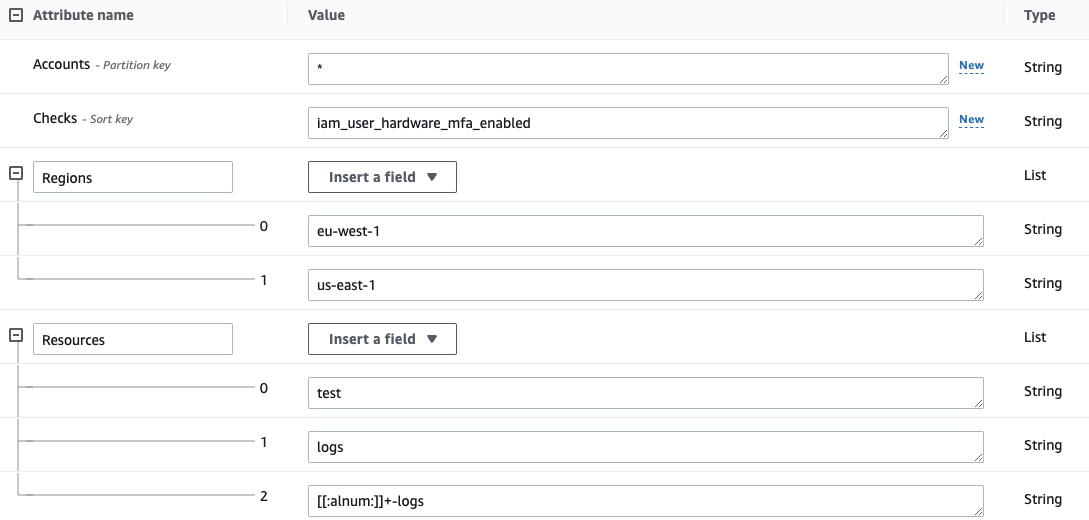 Attribute name Value Type
Accounts - Partition key * New String
Checks - Sort key iam_user_hardware_mfa_enabled New String
Regions Insert a field List
0 eu-west-1 String
1 us-east-1 String
Resources Insert a field List
0 test String
1 logs String
2 [[:alnum:]]+-logs String